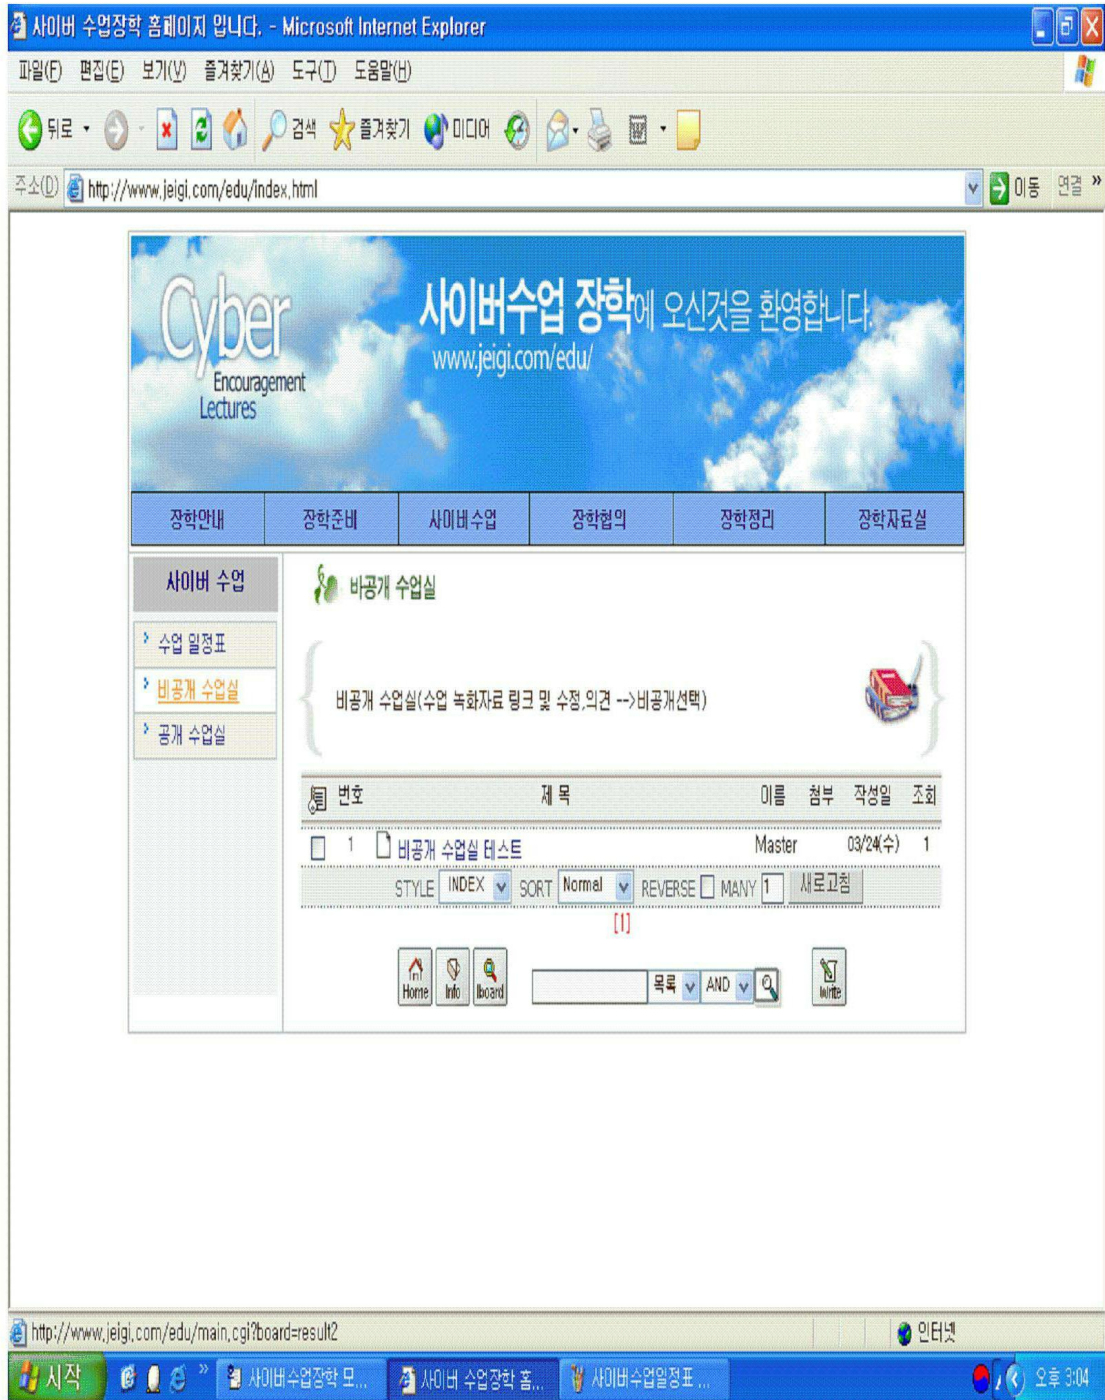 사이버 수업장학 홈페이지 입니다. - Microsoft Internet Explorer
파일(F) 편집(E) 보기(V) 즐겨찾기(A) 도구(T) 도움말(H)
뒤로 검색 즐겨찾기 미디어
주소(D) http://www.jeigi.com/edu/index.html 이동 연결 »
Cyber
Encouragement
Lectures
사이버수업 장학에 오신것을 환영합니다.
www.jeigi.com/edu/
장학안내 장학준비 사이버수업 장학협의 장학정리 장학자료실
사이버 수업
수업 일정표
비공개 수업실
공개 수업실
바공개 수업실
비공개 수업실(수업 녹화자료 링크 및 수정,의견 -->비공개선택)
번호 제 목 이름 첨부 작성일 조회
1 비공개 수업실 테스트 Master 03/24(수) 1
STYLE INDEX SORT Normal REVERSE MANY 1 새로고침
[1]
Home Info Iboard 목록 AND Write
http://www.jeigi.com/edu/main.cgi?board=result2 인터넷
시작 » 사이버수업장학 모... 사이버 수업장학 홈... 사이버수업일정표 ... 오후 3:04